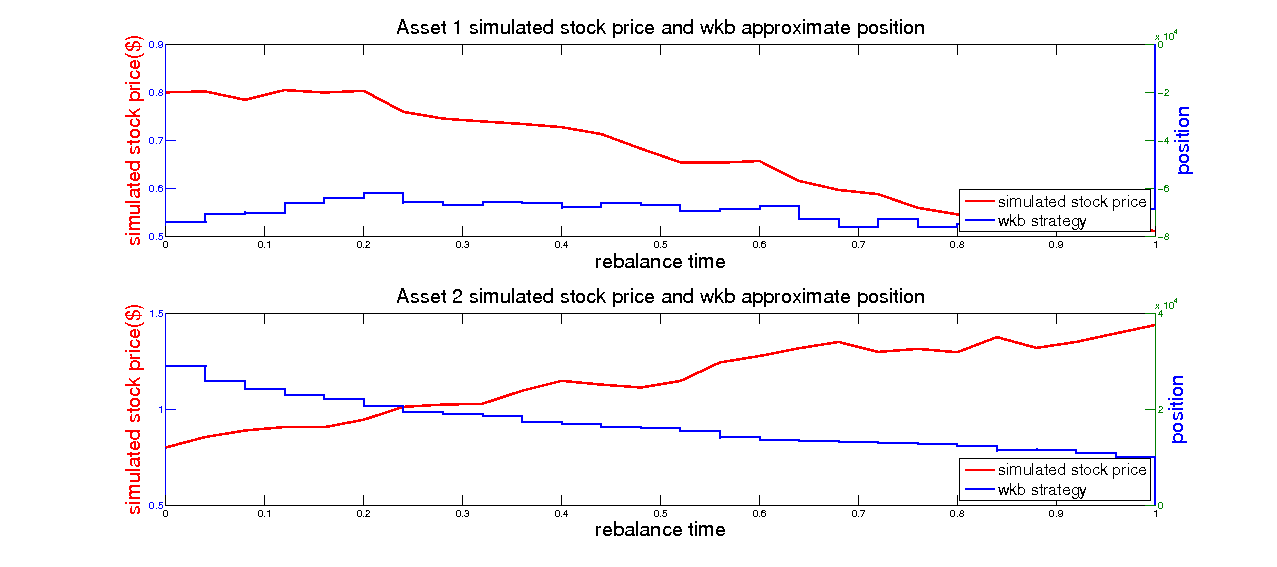 Asset 1 simulated stock price and wkb approximate position
x 10^4
0.9 0
0.8 −2
0.7 −4
0.6 −6
0.5 −8
simulated stock price($)
position
simulated stock price
wkb strategy
0 0.1 0.2 0.3 0.4 0.5 0.6 0.7 0.8 0.9 1
rebalance time
Asset 2 simulated stock price and wkb approximate position
x 10^4
1.5 4
1 2
0.5 0
simulated stock price($)
position
simulated stock price
wkb strategy
0 0.1 0.2 0.3 0.4 0.5 0.6 0.7 0.8 0.9 1
rebalance time